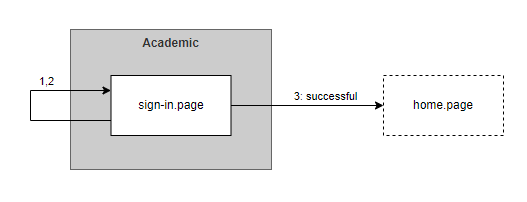 Academic
1,2
sign-in.page
3: successful
home.page